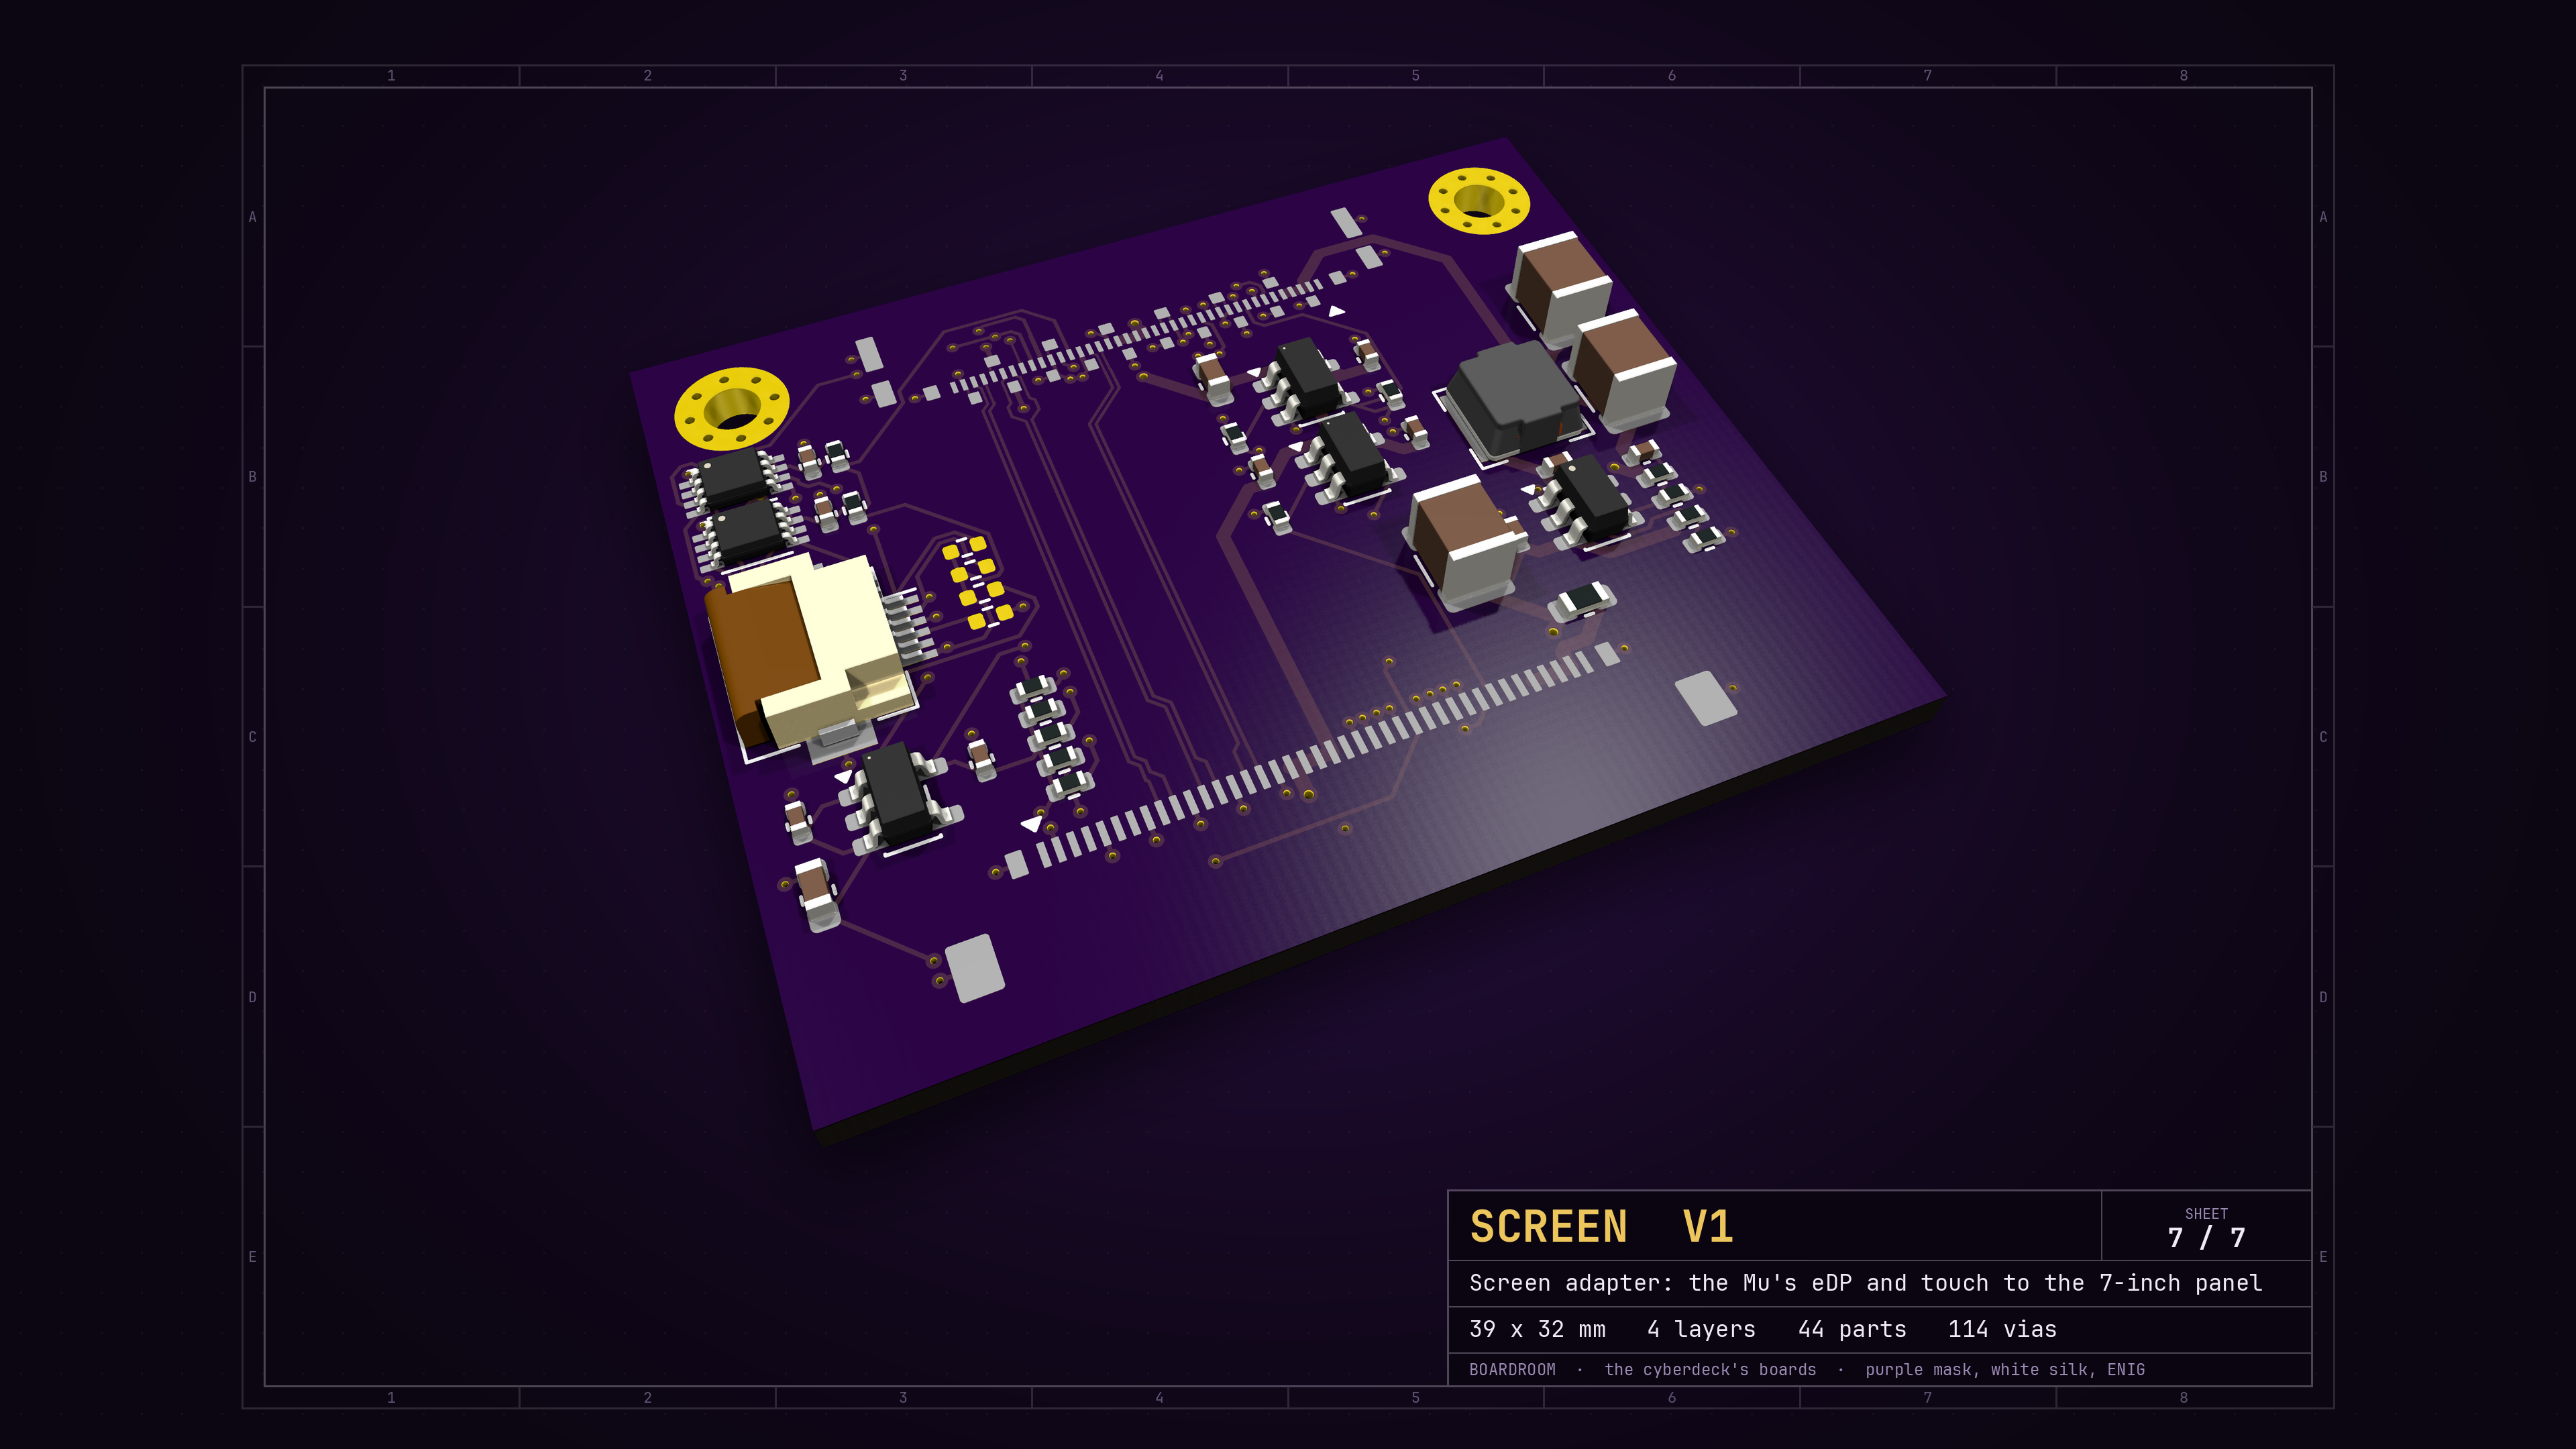 1 2 3 4 5 6 7 8
A A
B B
C C
D D
E E
SCREEN V1
SHEET
7 / 7
Screen adapter: the Mu's eDP and touch to the 7-inch panel
39 x 32 mm 4 layers 44 parts 114 vias
BOARDROOM · the cyberdeck's boards · purple mask, white silk, ENIG
1 2 3 4 5 6 7 8